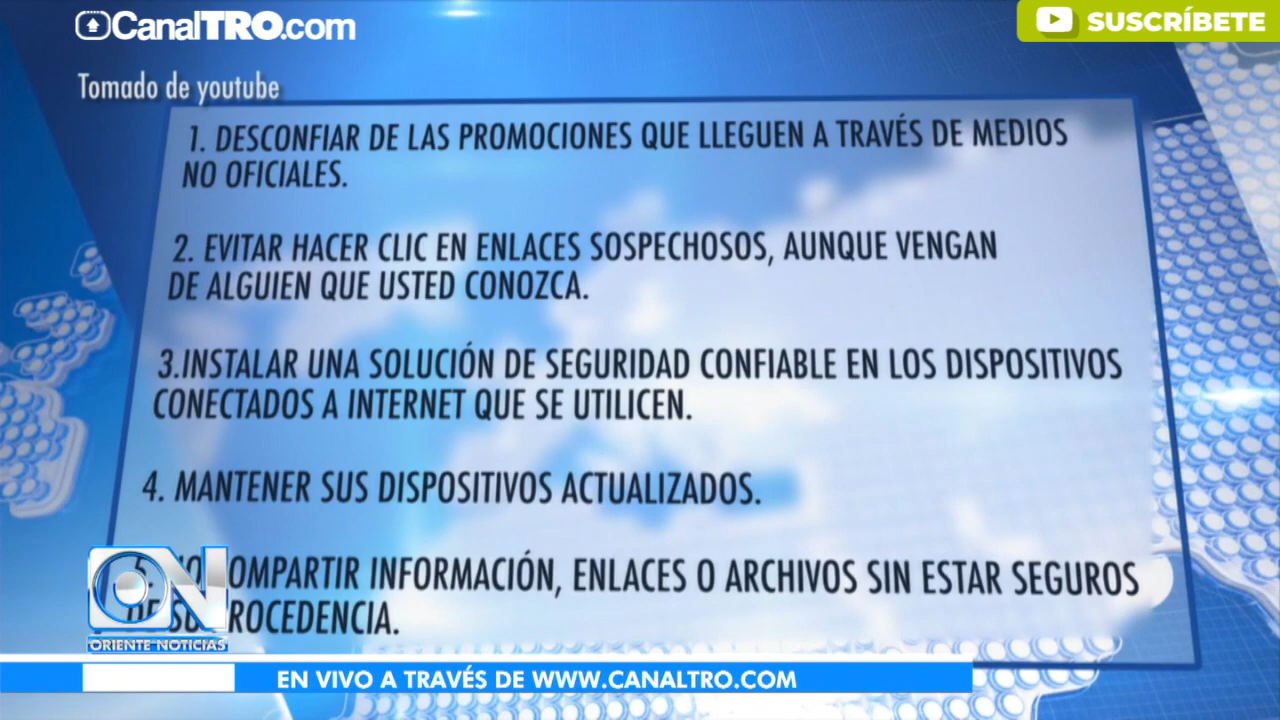 CanalTRO.com
SUSCRÍBETE
Tomado de youtube
1. DESCONFIAR DE LAS PROMOCIONES QUE LLEGUEN A TRAVÉS DE MEDIOS
NO OFICIALES.
2. EVITAR HACER CLIC EN ENLACES SOSPECHOSOS, AUNQUE VENGAN
DE ALGUIEN QUE USTED CONOZCA.
3.INSTALAR UNA SOLUCIÓN DE SEGURIDAD CONFIABLE EN LOS DISPOSITIVOS
CONECTADOS A INTERNET QUE SE UTILICEN.
4. MANTENER SUS DISPOSITIVOS ACTUALIZADOS.
INFORMACIÓN, ENLACES O ARCHIVOS SIN ESTAR SEGUROS
ON
ORIENTE NOTICIAS
EN VIVO A TRAVÉS DE WWW.CANALTRO.COM